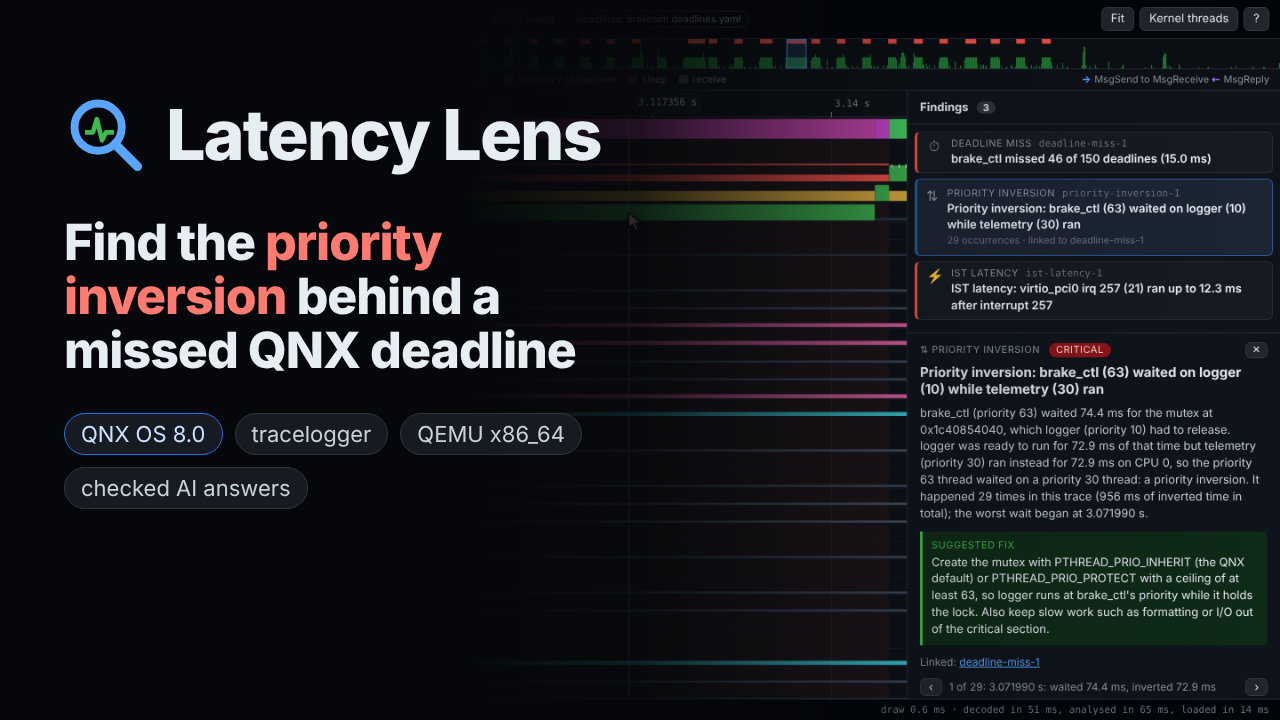 deadlines: brakesim.deadlines.yaml
Fit
Kernel threads
?
sleep
receive
→ MsgSend to MsgReceive ← MsgReply
3.117356 s
3.14 s
Latency Lens
Find the priority
inversion behind a
missed QNX deadline
QNX OS 8.0
tracelogger
QEMU x86_64
checked AI answers
Findings 3
DEADLINE MISS deadline-miss-1
brake_ctl missed 46 of 150 deadlines (15.0 ms)
PRIORITY INVERSION priority-inversion-1
Priority inversion: brake_ctl (63) waited on logger (10)
while telemetry (30) ran
29 occurrences · linked to deadline-miss-1
IST LATENCY ist-latency-1
IST latency: virtio_pci0 irq 257 (21) ran up to 12.3 ms
after interrupt 257
PRIORITY INVERSION CRITICAL ×
Priority inversion: brake_ctl (63) waited on logger
(10) while telemetry (30) ran
brake_ctl (priority 63) waited 74.4 ms for the mutex at
0x1c40854040, which logger (priority 10) had to release.
logger was ready to run for 72.9 ms of that time but telemetry
(priority 30) ran instead for 72.9 ms on CPU 0, so the priority
63 thread waited on a priority 30 thread: a priority inversion. It
happened 29 times in this trace (956 ms of inverted time in
total); the worst wait began at 3.071990 s.
SUGGESTED FIX
Create the mutex with PTHREAD_PRIO_INHERIT (the QNX
default) or PTHREAD_PRIO_PROTECT with a ceiling of at
least 63, so logger runs at brake_ctl's priority while it holds
the lock. Also keep slow work such as formatting or I/O out
of the critical section.
Linked: deadline-miss-1
‹ 1 of 29: 3.071990 s: waited 74.4 ms, inverted 72.9 ms ›
draw 0.6 ms · decoded in 51 ms, analysed in 65 ms, loaded in 14 ms